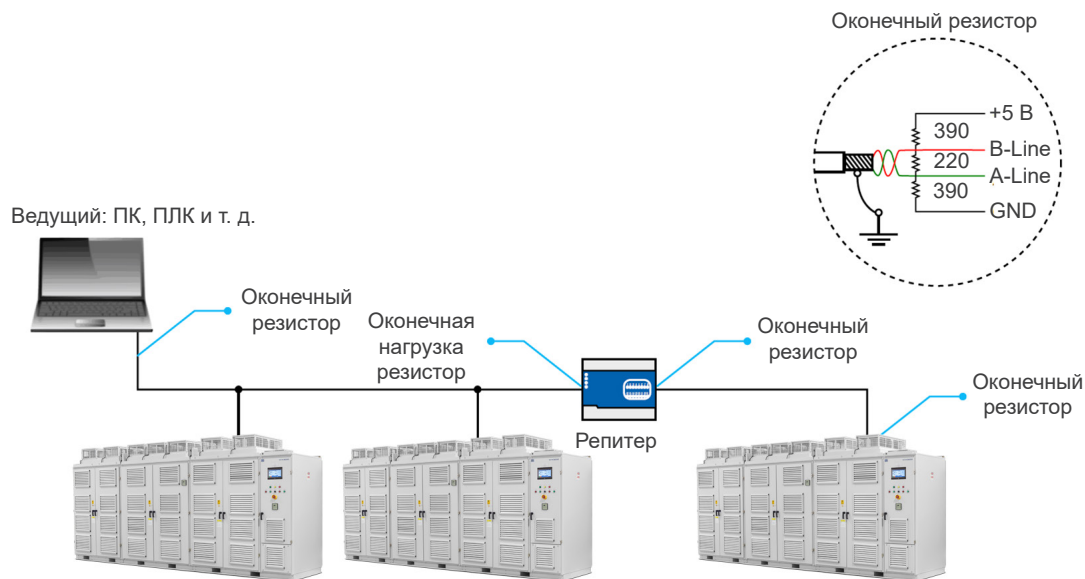 Оконечный резистор
+5 В
390
B-Line
220
A-Line
390
GND
Ведущий: ПК, ПЛК и т. д.
Оконечный
резистор
Оконечная
нагрузка
резистор
Оконечный
резистор
Оконечный
резистор
Репитер